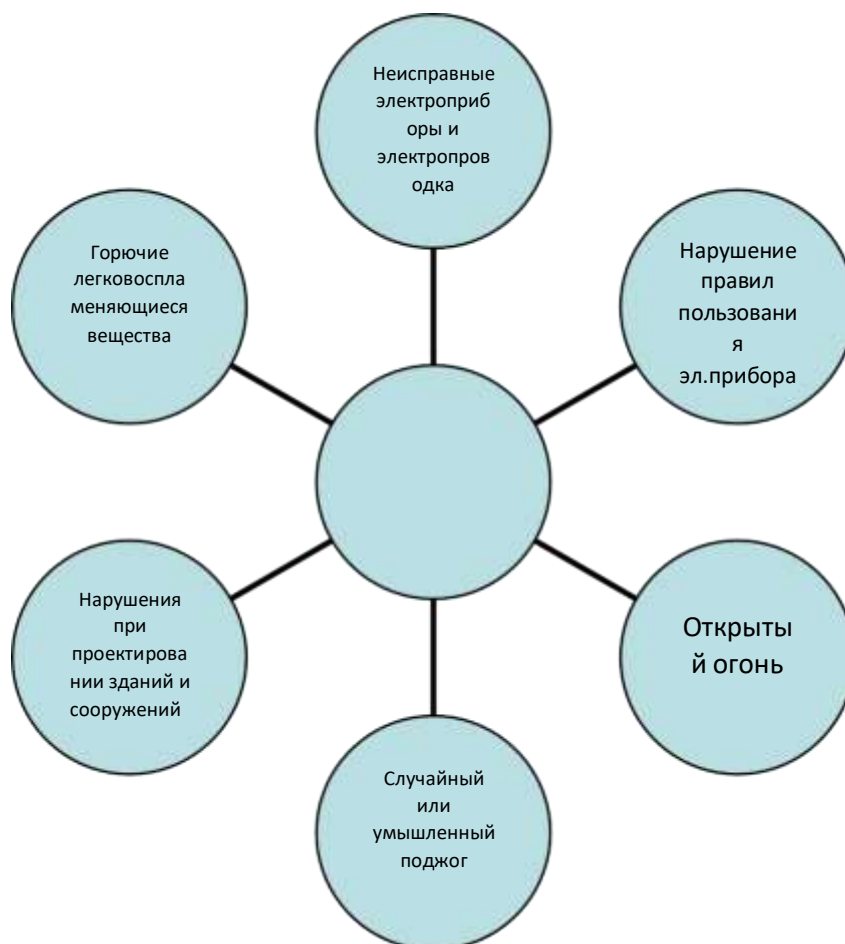 Неисправные
электроприб
оры и
электропров
одка
Горючие
легковоспла
меняющиеся
вещества
Нарушение
правил
пользовани
я
эл.прибора
Нарушения
при
проектирова
нии зданий и
сооружений
Открыты
й огонь
Случайный
или
умышленный
поджог